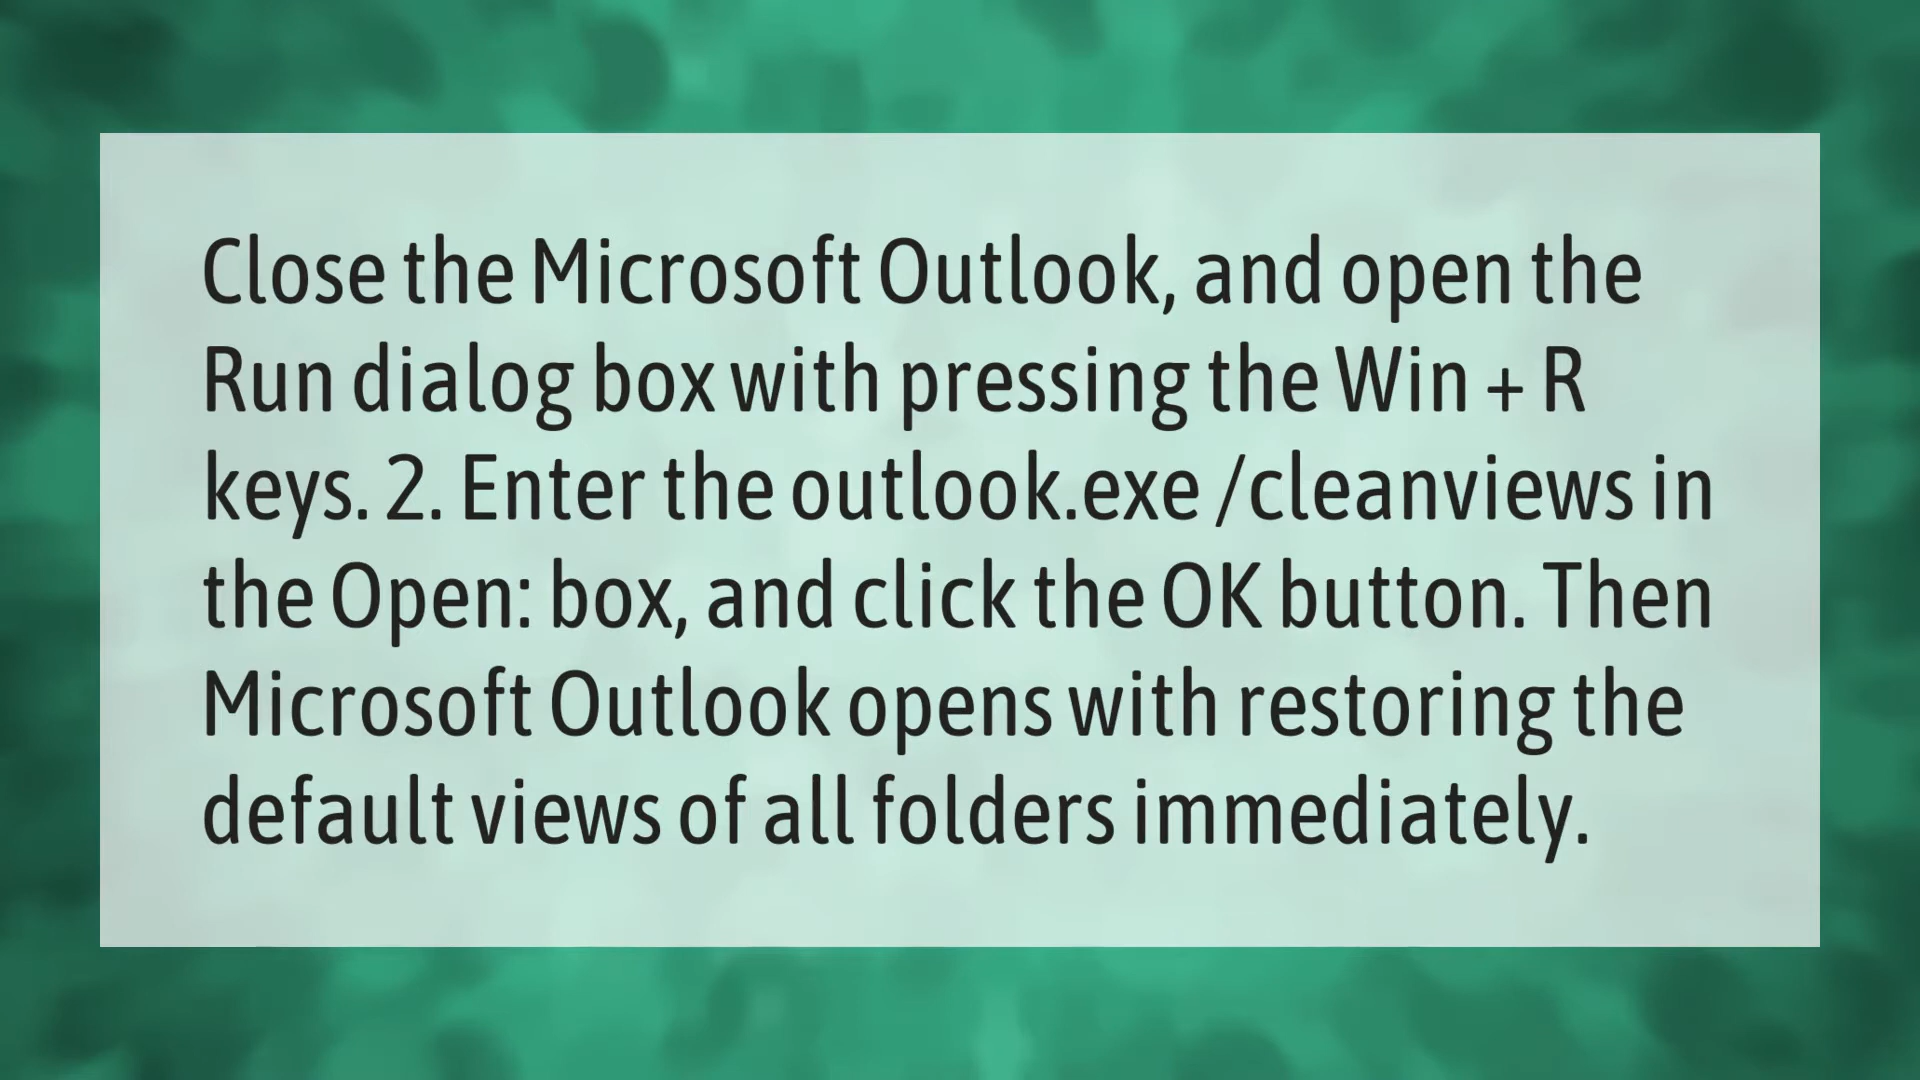 Close the Microsoft Outlook, and open the
Run dialog box with pressing the Win + R
keys. 2. Enter the outlook.exe /cleanviews in
the Open: box, and click the OK button. Then
Microsoft Outlook opens with restoring the
default views of all folders immediately.